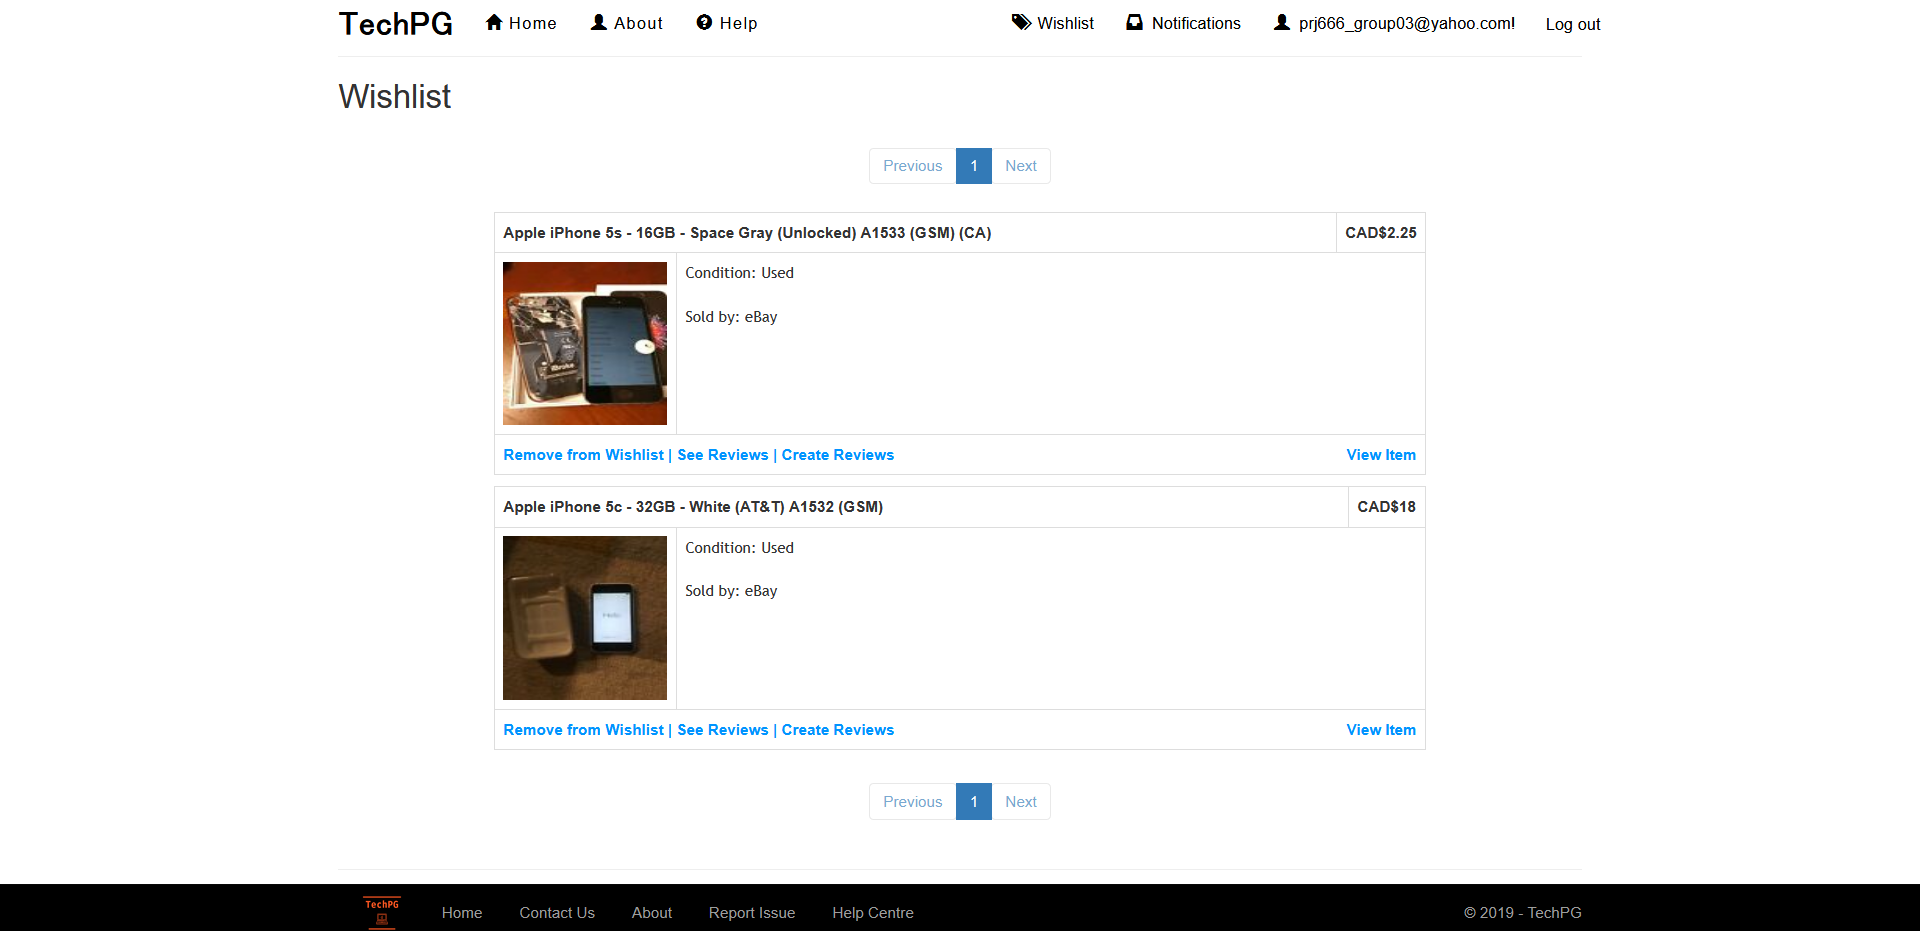 TechPG Home About Help Wishlist Notifications prj666_group03@yahoo.com! Log out
Wishlist
Previous 1 Next
Apple iPhone 5s - 16GB - Space Gray (Unlocked) A1533 (GSM) (CA) CAD$2.25
Condition: Used
Sold by: eBay
Remove from Wishlist | See Reviews | Create Reviews View Item
Apple iPhone 5c - 32GB - White (AT&T) A1532 (GSM) CAD$18
Condition: Used
Sold by: eBay
Remove from Wishlist | See Reviews | Create Reviews View Item
Previous 1 Next
TechPG Home Contact Us About Report Issue Help Centre © 2019 - TechPG